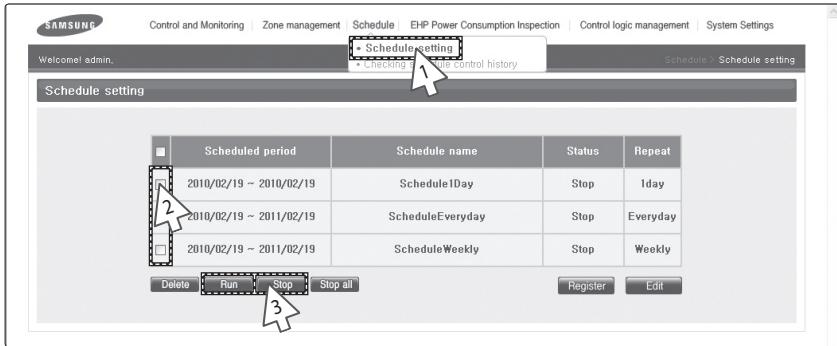 SAMSUNG
Control and Monitoring Zone management Schedule EHP Power Consumption Inspection Control logic management System Settings
Welcome! admin,
• Schedule setting
• Checking schedule control history
Schedule > Schedule setting
1
Schedule setting
Scheduled period Schedule name Status Repeat
2010/02/19 ~ 2010/02/19 Schedule1Day Stop 1day
2
2010/02/19 ~ 2011/02/19 ScheduleEveryday Stop Everyday
2010/02/19 ~ 2011/02/19 Schedule₩eekly Stop ₩eekly
Delete Run Stop Stop all Register Edit
3